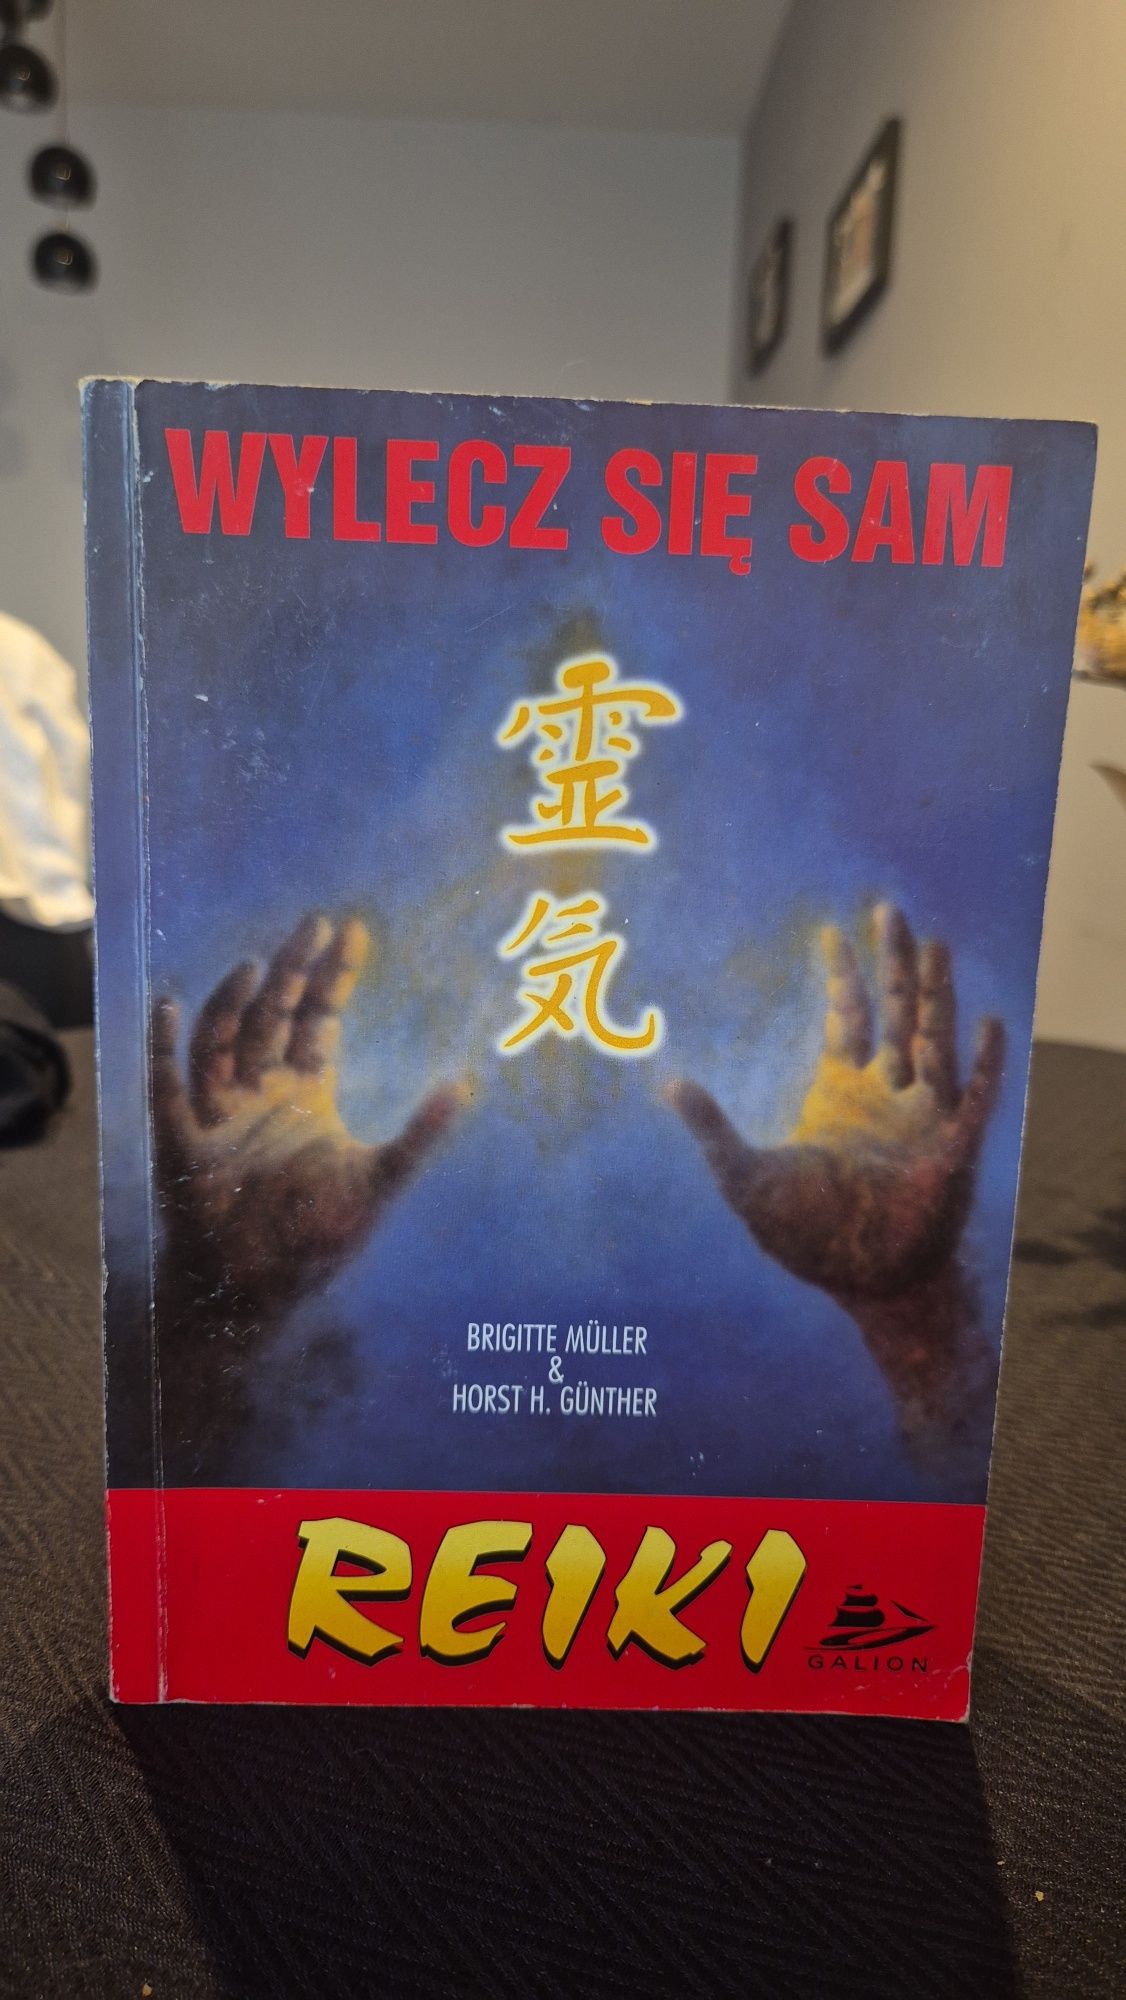 WYLECZ SIĘ SAM
霊
気
BRIGITTE MÜLLER
&
HORST H. GÜNTHER
REIKI
GALION